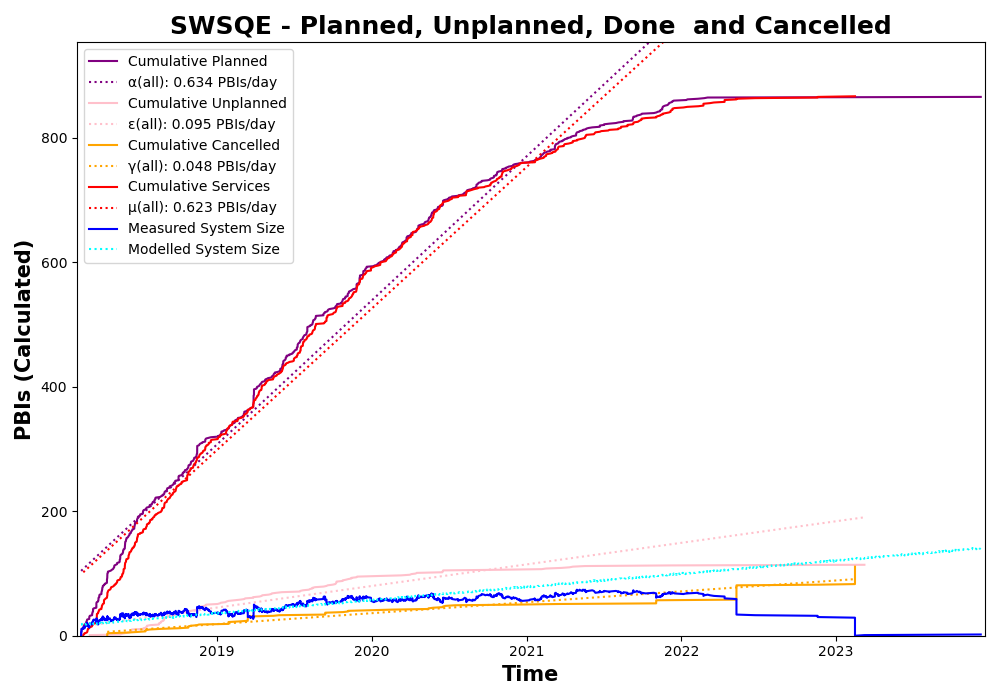 SWSQE - Planned, Unplanned, Done  and Cancelled
Cumulative Planned
α(all): 0.634 PBIs/day
Cumulative Unplanned
ε(all): 0.095 PBIs/day
Cumulative Cancelled
γ(all): 0.048 PBIs/day
Cumulative Services
μ(all): 0.623 PBIs/day
Measured System Size
Modelled System Size
PBIs (Calculated)
800
600
400
200
0
2019
2020
2021
2022
2023
Time